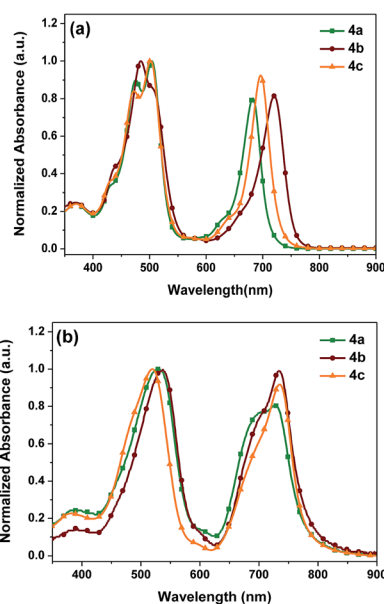 (a)
4a
4b
4c
Normalized Absorbance (a.u.)
1.2
1.0
0.8
0.6
0.4
0.2
0.0
400 500 600 700 800 900
Wavelength(nm)
(b)
4a
4b
4c
Normalized Absorbance (a.u.)
1.2
1.0
0.8
0.6
0.4
0.2
0.0
400 500 600 700 800 900
Wavelength (nm)